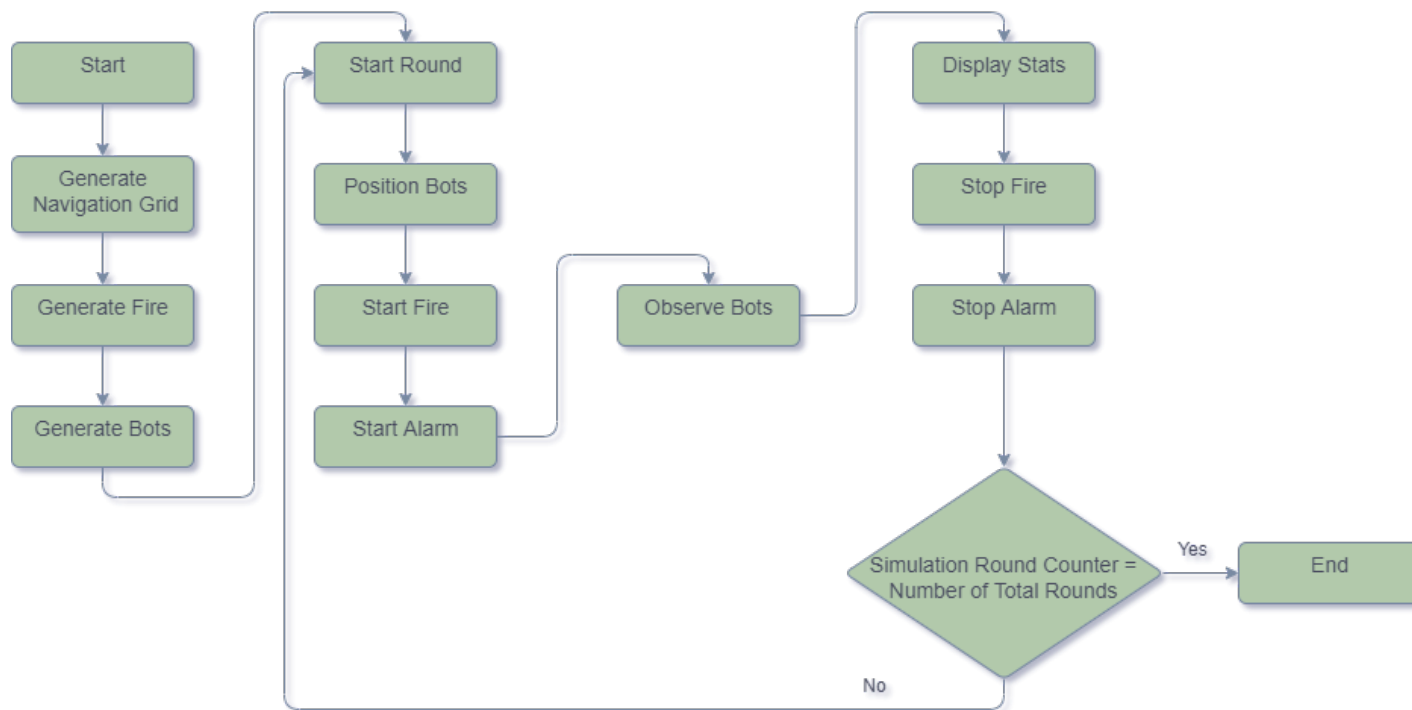 Start
Generate
Navigation Grid
Generate Fire
Generate Bots
Start Round
Position Bots
Start Fire
Start Alarm
Observe Bots
Display Stats
Stop Fire
Stop Alarm
Simulation Round Counter =
Number of Total Rounds
Yes
End
No